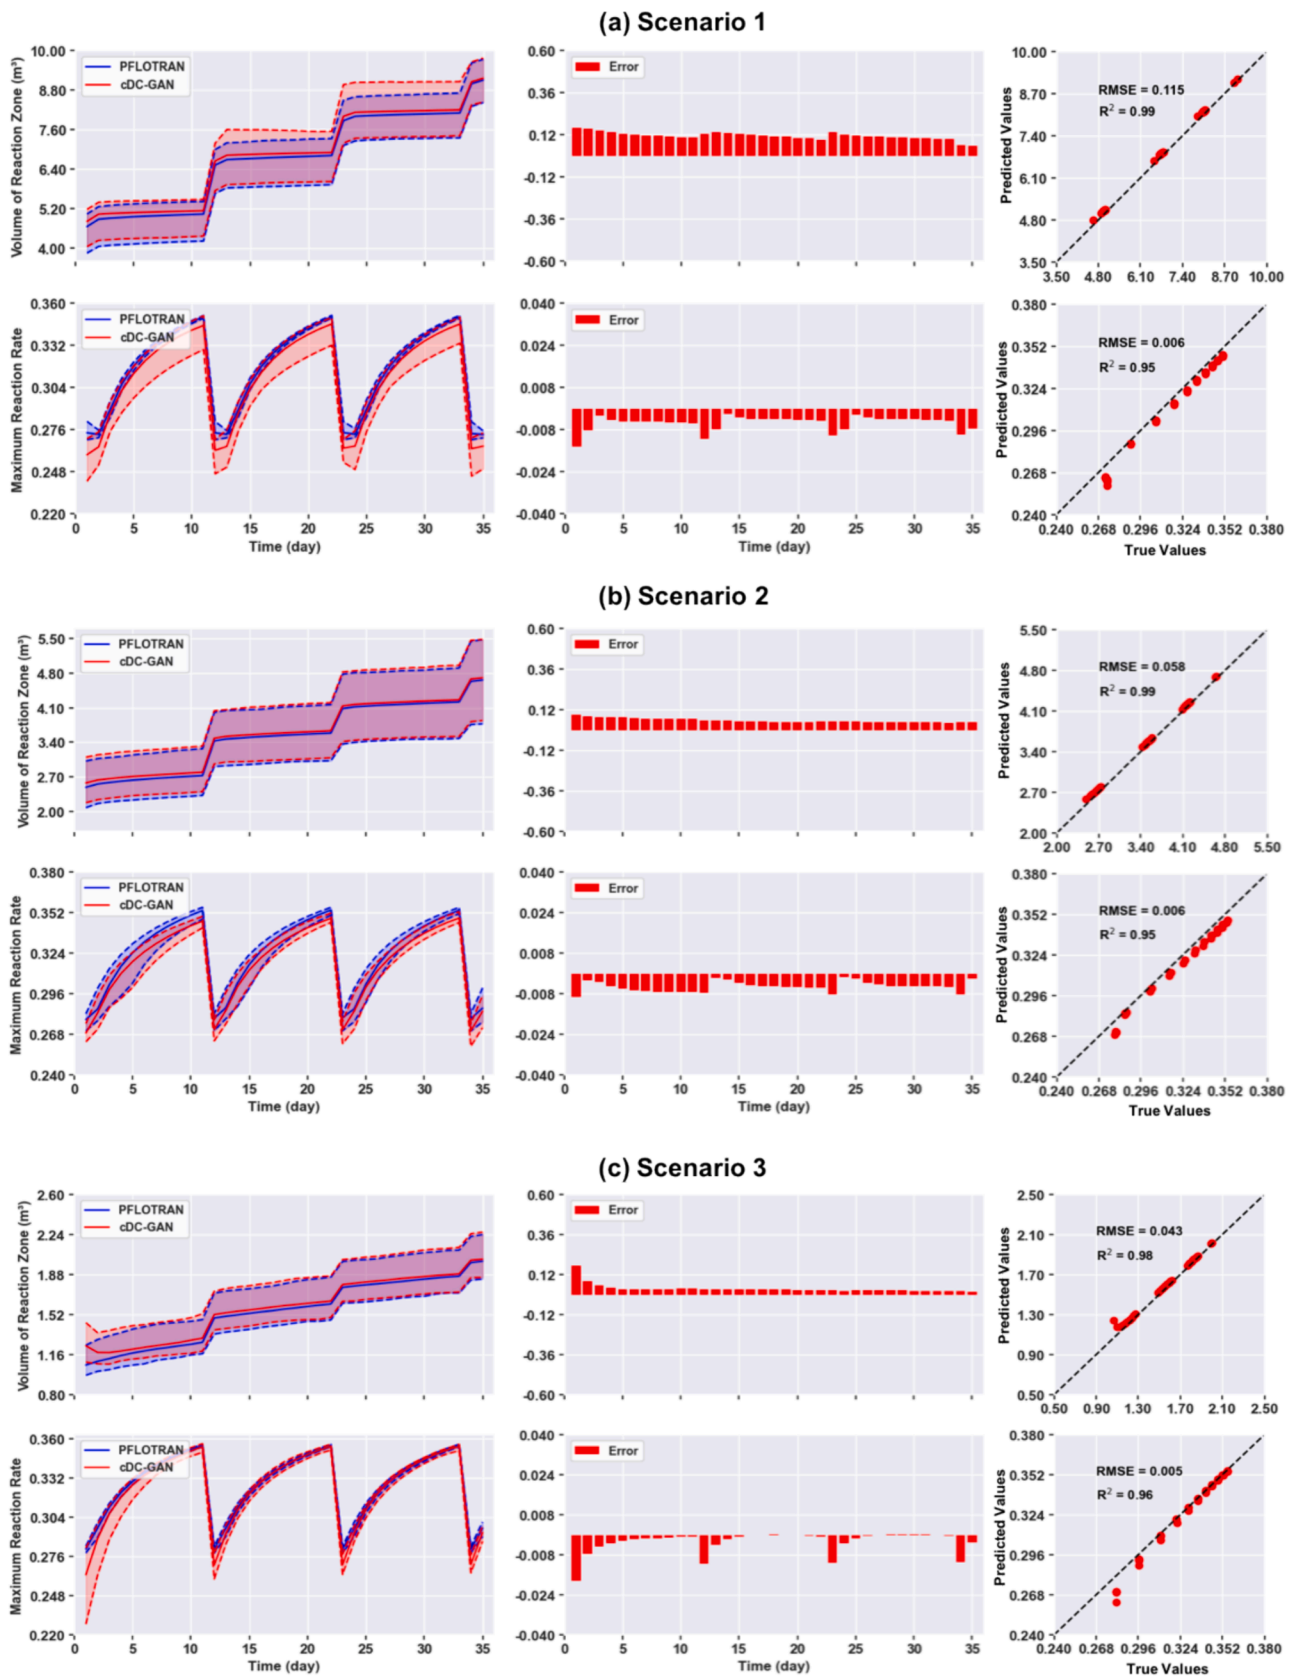 (a) Scenario 1
Volume of Reaction Zone (m³)
10.00
8.80
7.60
6.40
5.20
4.00
PFLOTRAN
cDC-GAN
0.60
0.36
0.12
-0.12
-0.36
-0.60
Error
Predicted Values
10.00
8.70
7.40
6.10
4.80
3.50
RMSE = 0.115
R² = 0.99
3.50 4.80 6.10 7.40 8.70 10.00
Maximum Reaction Rate
0.360
0.332
0.304
0.276
0.248
0.220
PFLOTRAN
cDC-GAN
0 5 10 15 20 25 30 35
Time (day)
0.040
0.024
0.008
-0.008
-0.024
-0.040
Error
5 10 15 20 25 30 35
Time (day)
Predicted Values
0.380
0.352
0.324
0.296
0.268
0.240
RMSE = 0.006
R² = 0.95
0.240 0.268 0.296 0.324 0.352 0.380
True Values
(b) Scenario 2
Volume of Reaction Zone (m³)
5.50
4.80
4.10
3.40
2.70
2.00
PFLOTRAN
cDC-GAN
0.60
0.36
0.12
-0.12
-0.36
-0.60
Error
Predicted Values
5.50
4.80
4.10
3.40
2.70
2.00
RMSE = 0.058
R² = 0.99
2.00 2.70 3.40 4.10 4.80 5.50
Maximum Reaction Rate
0.380
0.352
0.324
0.296
0.268
0.240
PFLOTRAN
cDC-GAN
0 5 10 15 20 25 30 35
Time (day)
0.040
0.024
0.008
-0.008
-0.024
-0.040
Error
5 10 15 20 25 30 35
Time (day)
Predicted Values
0.380
0.352
0.324
0.296
0.268
0.240
RMSE = 0.006
R² = 0.95
0.240 0.268 0.296 0.324 0.352 0.380
True Values
(c) Scenario 3
Volume of Reaction Zone (m³)
2.60
2.24
1.88
1.52
1.16
0.80
PFLOTRAN
cDC-GAN
0.60
0.36
0.12
-0.12
-0.36
-0.60
Error
Predicted Values
2.50
2.10
1.70
1.30
0.90
0.50
RMSE = 0.043
R² = 0.98
0.50 0.90 1.30 1.70 2.10 2.50
Maximum Reaction Rate
0.360
0.332
0.304
0.276
0.248
0.220
PFLOTRAN
cDC-GAN
0 5 10 15 20 25 30 35
Time (day)
0.040
0.024
0.008
-0.008
-0.024
-0.040
Error
5 10 15 20 25 30 35
Time (day)
Predicted Values
0.380
0.352
0.324
0.296
0.268
0.240
RMSE = 0.005
R² = 0.96
0.240 0.268 0.296 0.324 0.352 0.380
True Values